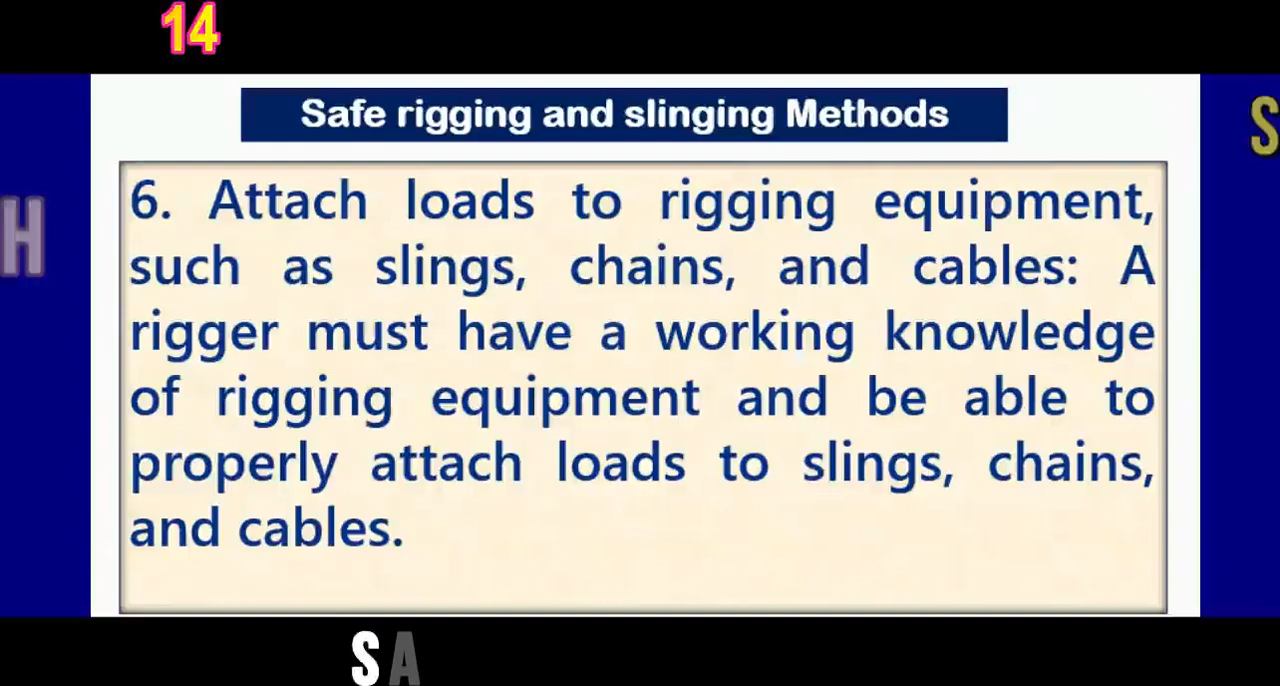 14
Safe rigging and slinging Methods
S
H
6. Attach loads to rigging equipment,
such as slings, chains, and cables: A
rigger must have a working knowledge
of rigging equipment and be able to
properly attach loads to slings, chains,
and cables.
SA